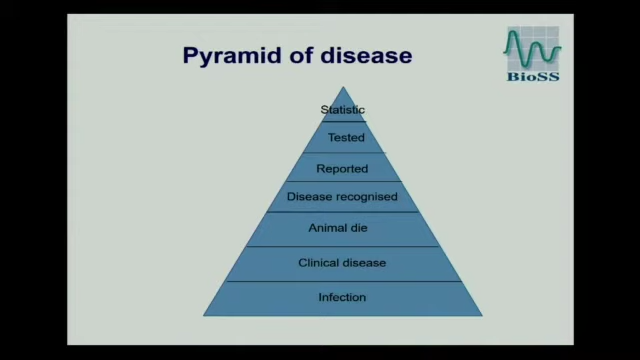 Pyramid of disease
BioSS
Statistic
Tested
Reported
Disease recognised
Animal die
Clinical disease
Infection